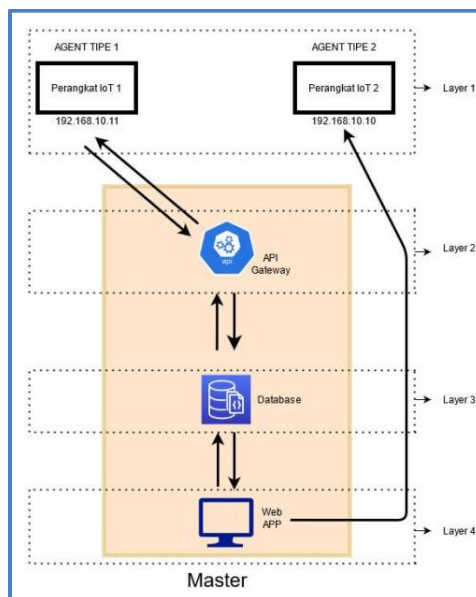 AGENT TIPE 1
AGENT TIPE 2
Perangkat IoT 1
Perangkat IoT 2
Layer 1
192.168.10.11
192.168.10.10
api
API
Gateway
Layer 2
Database
Layer 3
Web
APP
Layer 4
Master